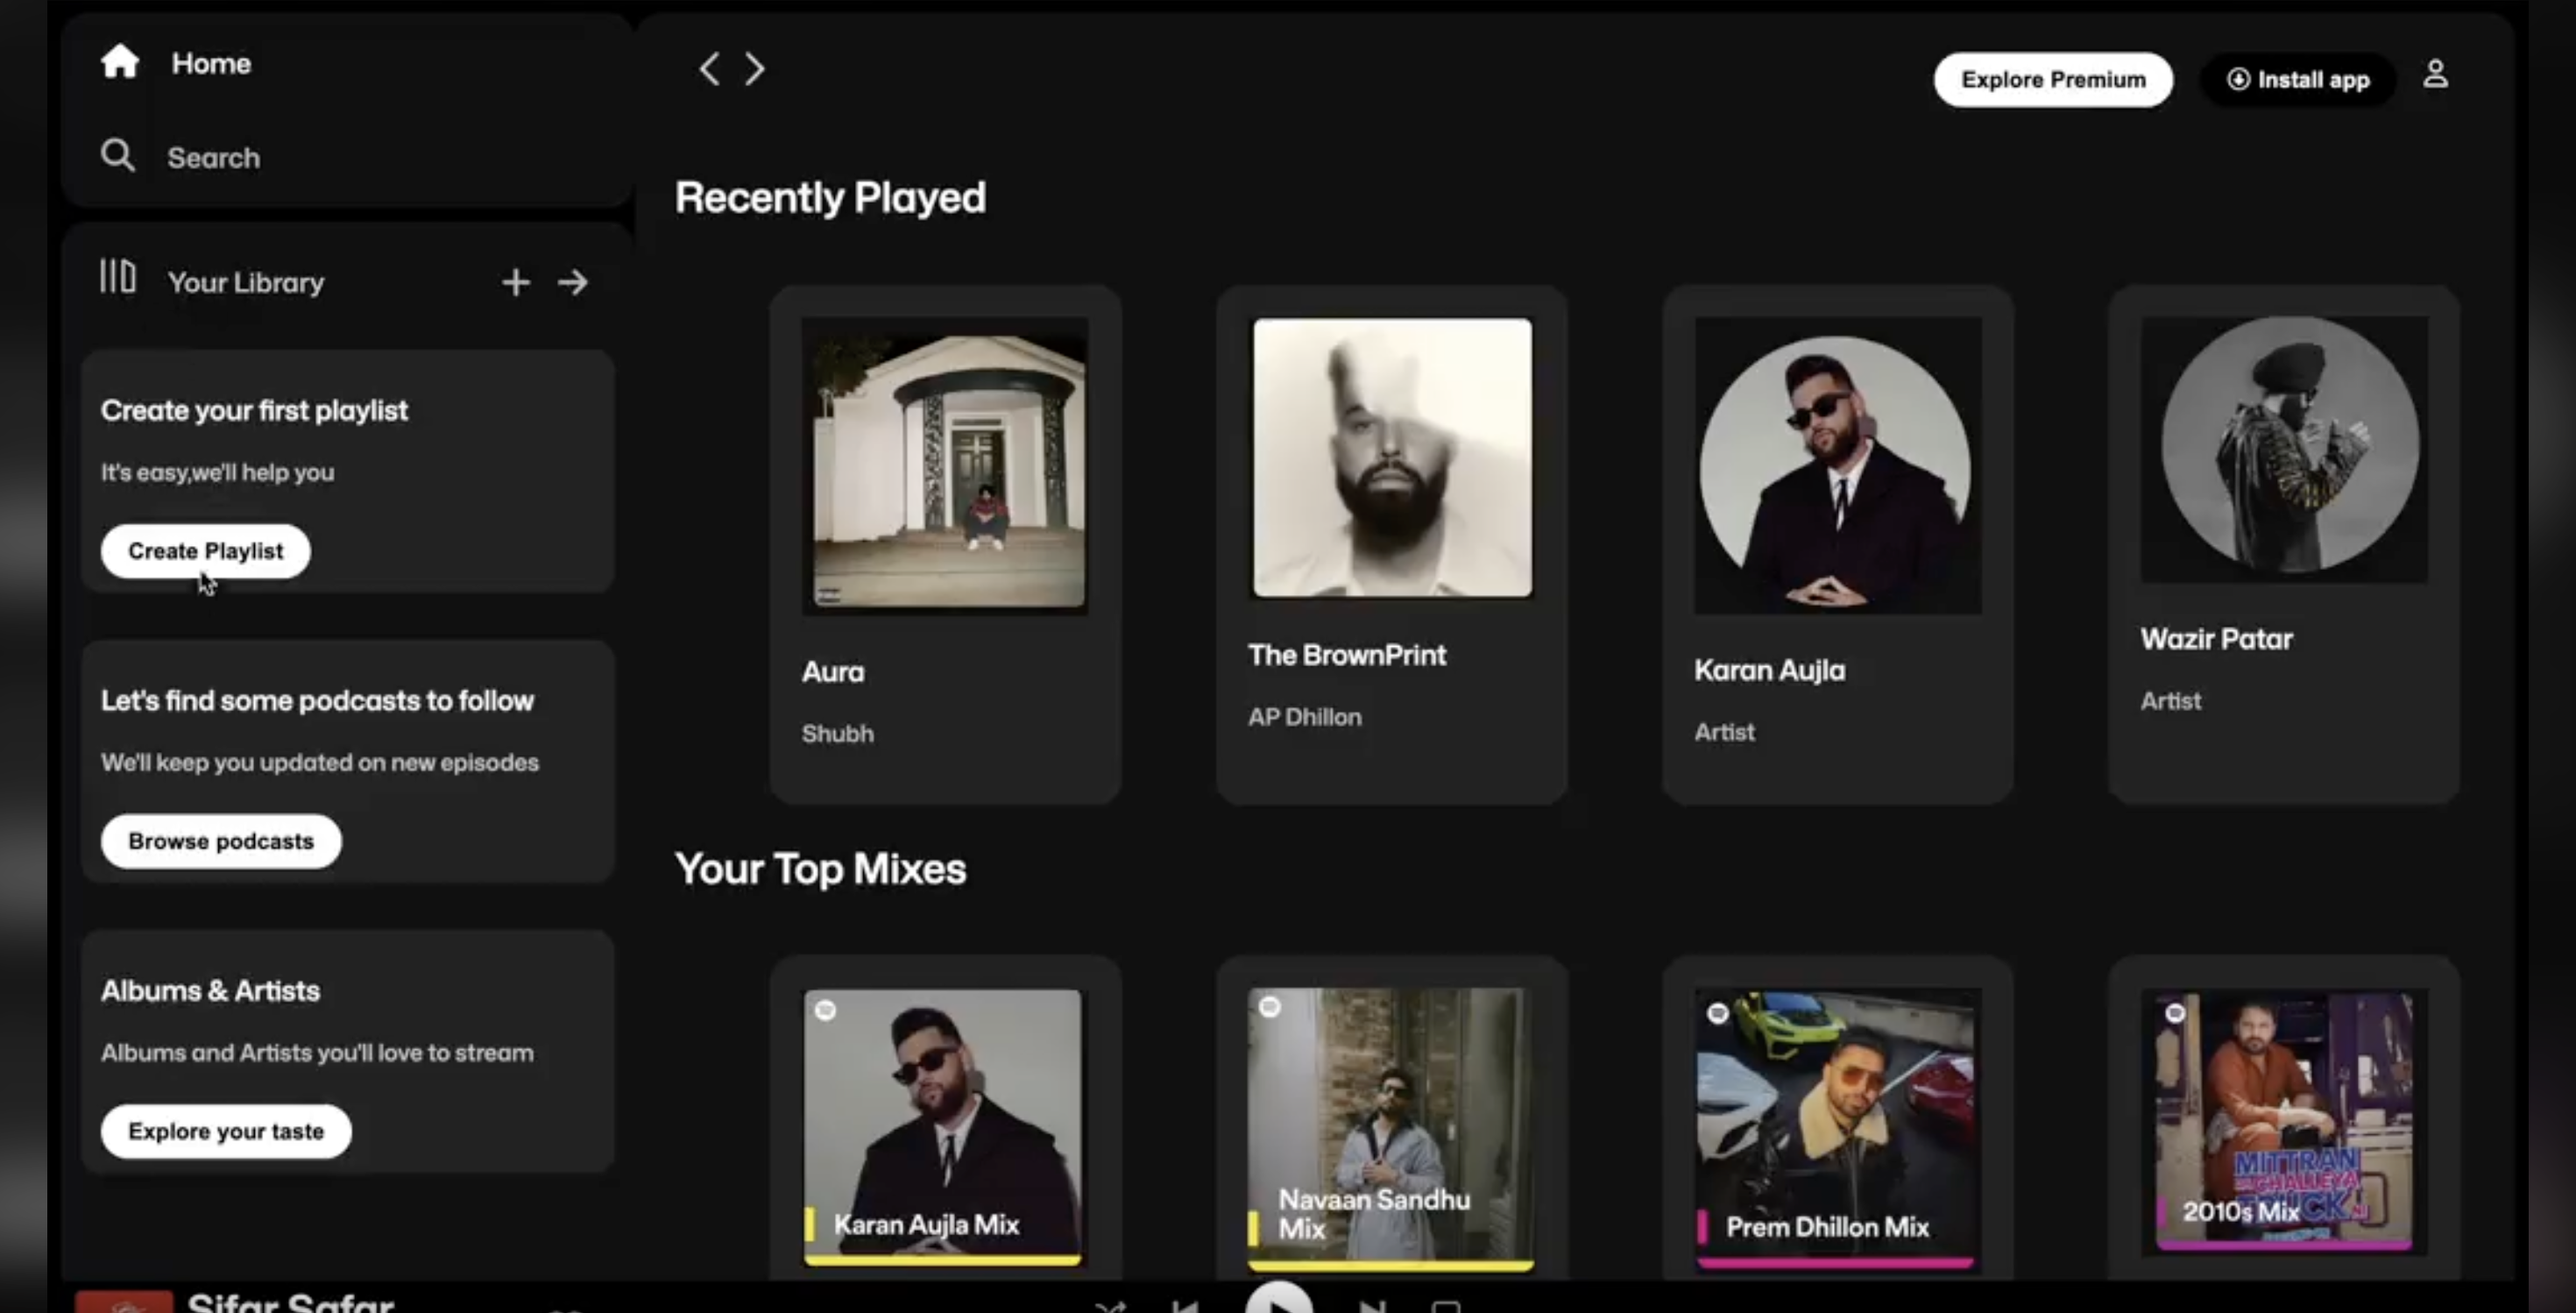 Home
Search
Your Library
Create your first playlist
It's easy,we'll help you
Create Playlist
Let's find some podcasts to follow
We'll keep you updated on new episodes
Browse podcasts
Albums & Artists
Albums and Artists you'll love to stream
Explore your taste
Explore Premium
Install app
Recently Played
Aura
Shubh
The BrownPrint
AP Dhillon
Karan Aujla
Artist
Wazir Patar
Artist
Your Top Mixes
Karan Aujla Mix
Navaan Sandhu
Mix
Prem Dhillon Mix
MITTRAN
CHALLEYA
TRUCK NI
2010s Mix
Sifar Safar